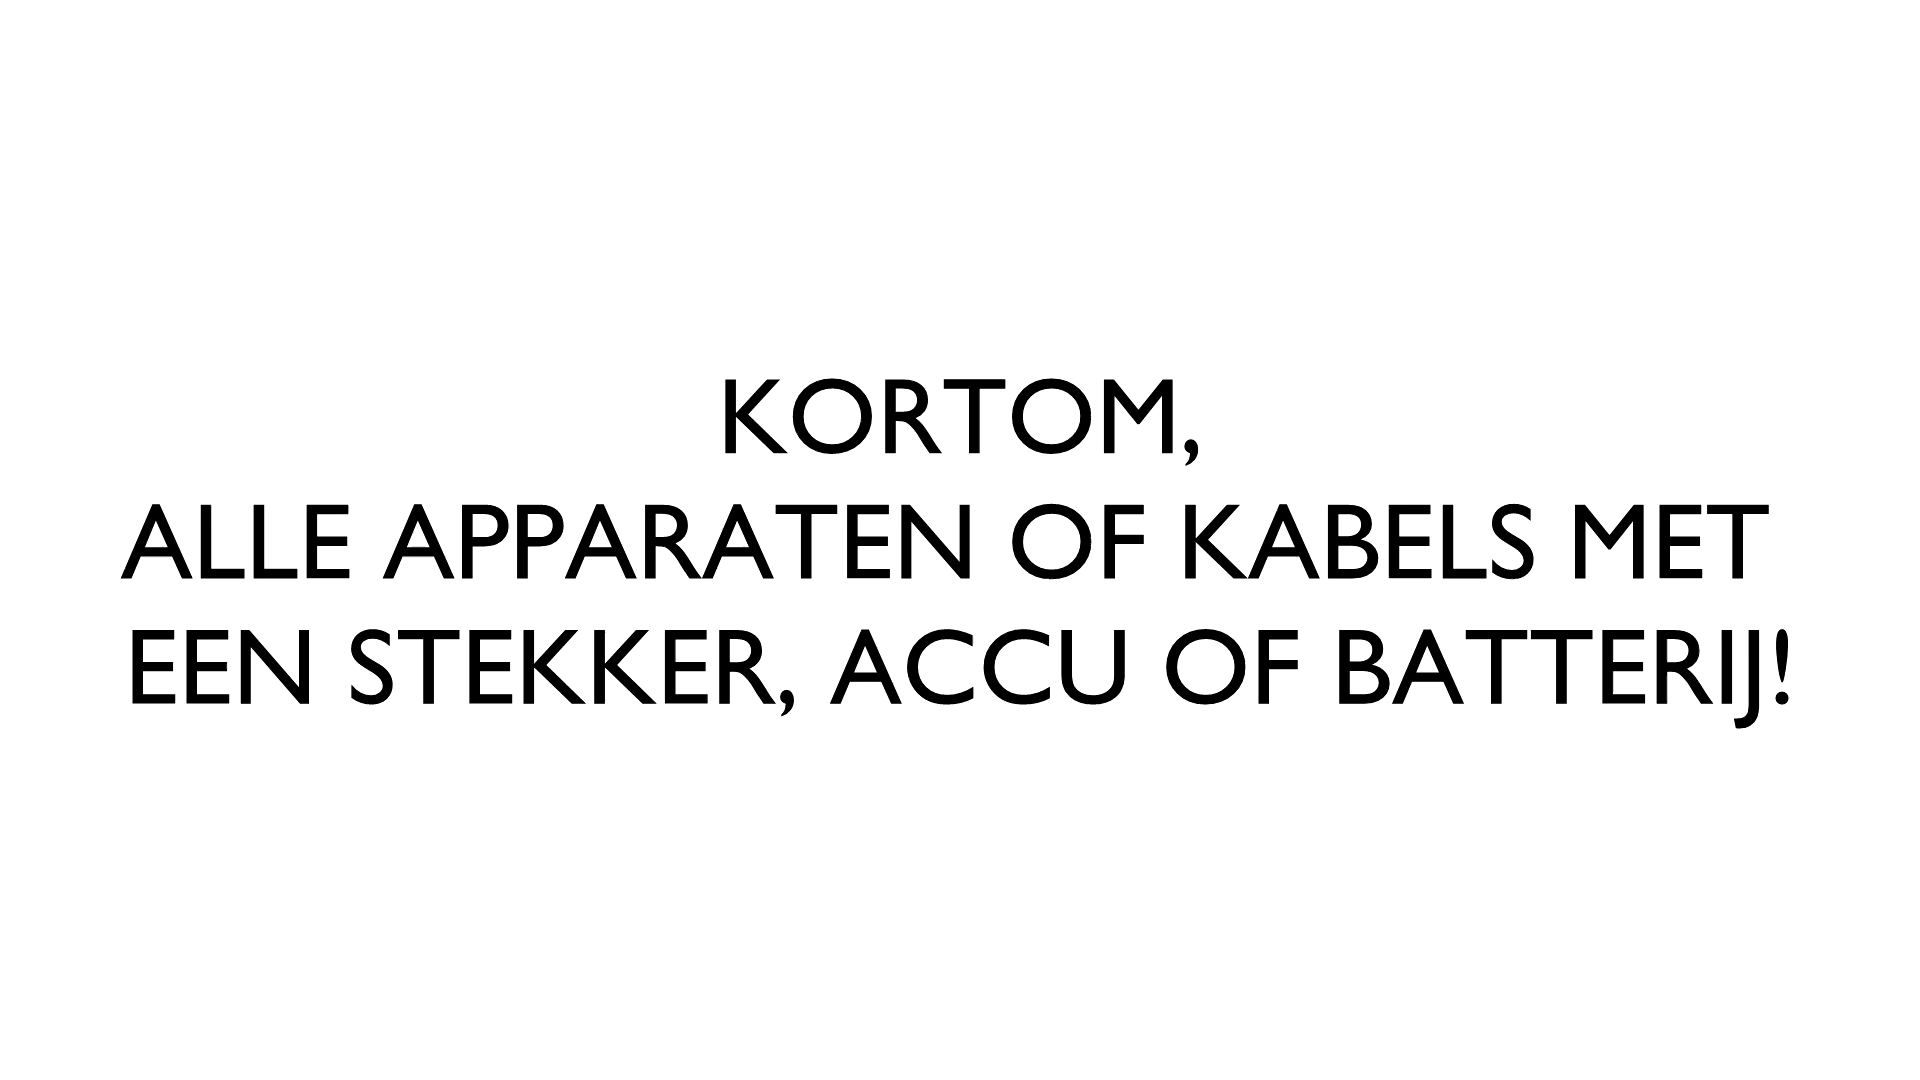 KORTOM,
ALLE APPARATEN OF KABELS MET
EEN STEKKER, ACCU OF BATTERIJ!